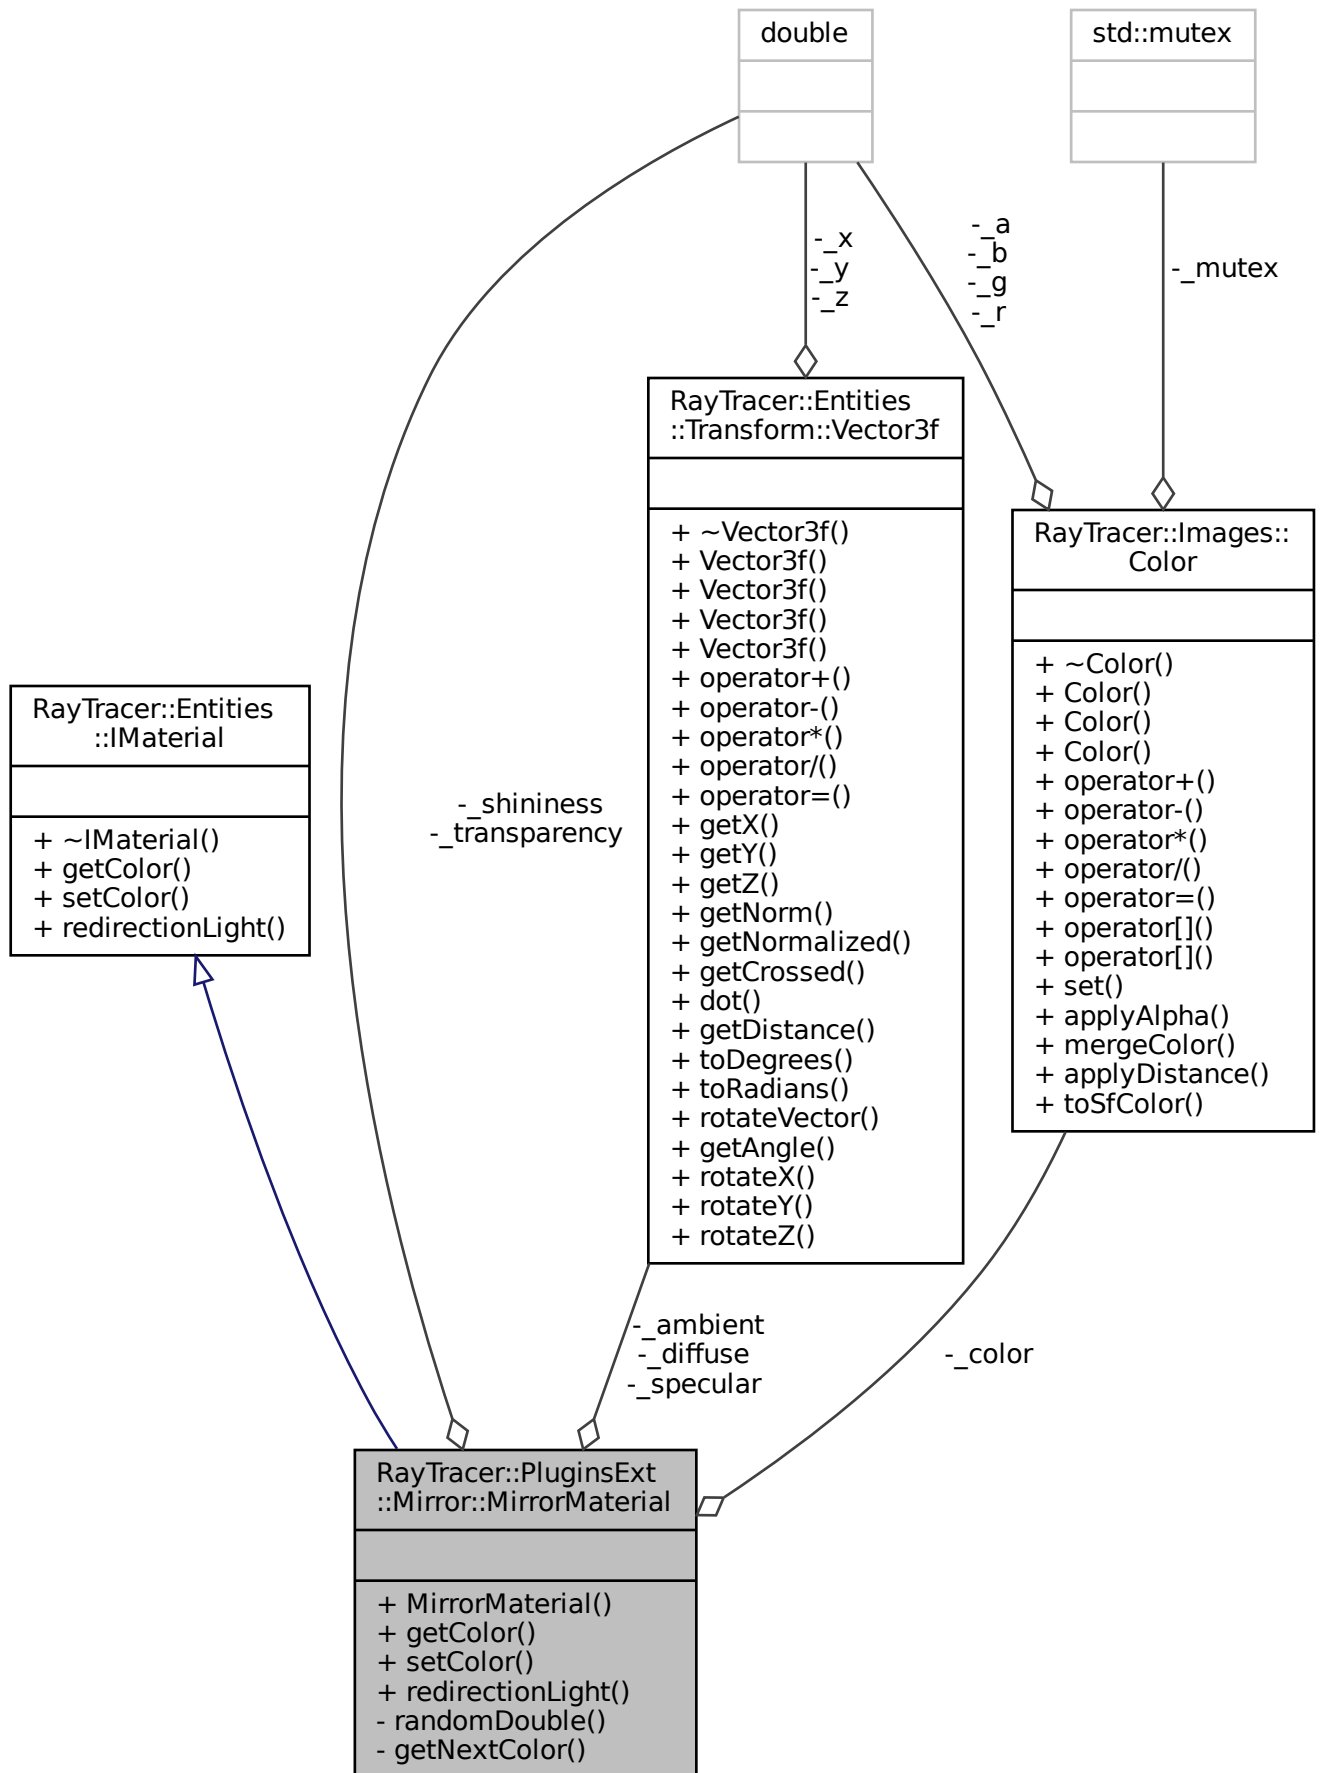 double
std::mutex
-_x
-_y
-_z
-_a
-_b
-_g
-_r
-_mutex
RayTracer::Entities
::Transform::Vector3f
+ ~Vector3f()
+ Vector3f()
+ Vector3f()
+ Vector3f()
+ Vector3f()
+ operator+()
+ operator-()
+ operator*()
+ operator/()
+ operator=()
+ getX()
+ getY()
+ getZ()
+ getNorm()
+ getNormalized()
+ getCrossed()
+ dot()
+ getDistance()
+ toDegrees()
+ toRadians()
+ rotateVector()
+ getAngle()
+ rotateX()
+ rotateY()
+ rotateZ()
RayTracer::Images::
Color
+ ~Color()
+ Color()
+ Color()
+ Color()
+ operator+()
+ operator-()
+ operator*()
+ operator/()
+ operator=()
+ operator[]()
+ operator[]()
+ set()
+ applyAlpha()
+ mergeColor()
+ applyDistance()
+ toSfColor()
RayTracer::Entities
::IMaterial
+ ~IMaterial()
+ getColor()
+ setColor()
+ redirectionLight()
-_shininess
-_transparency
-_ambient
-_diffuse
-_specular
-_color
RayTracer::PluginsExt
::Mirror::MirrorMaterial
+ MirrorMaterial()
+ getColor()
+ setColor()
+ redirectionLight()
- randomDouble()
- getNextColor()